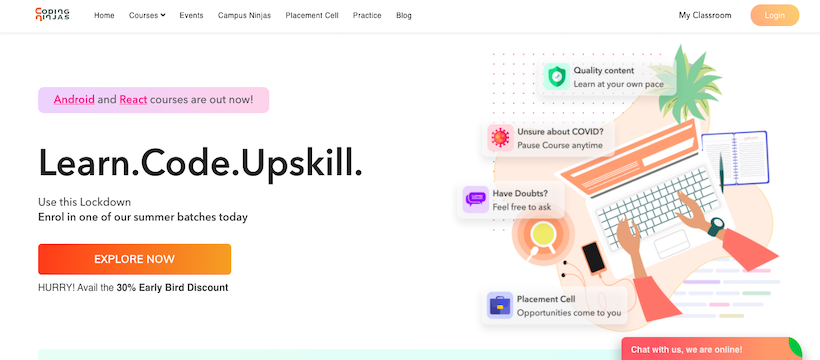 CODING
NINJAS
Home
Courses
Events
Campus Ninjas
Placement Cell
Practice
Blog
My Classroom
Login
Android and React courses are out now!
Learn.Code.Upskill.
Use this Lockdown
Enrol in one of our summer batches today
EXPLORE NOW
HURRY! Avail the 30% Early Bird Discount
Quality content
Learn at your own pace
Unsure about COVID?
Pause Course anytime
Have Doubts?
Feel free to ask
Placement Cell
Opportunities come to you
Chat with us, we are online!